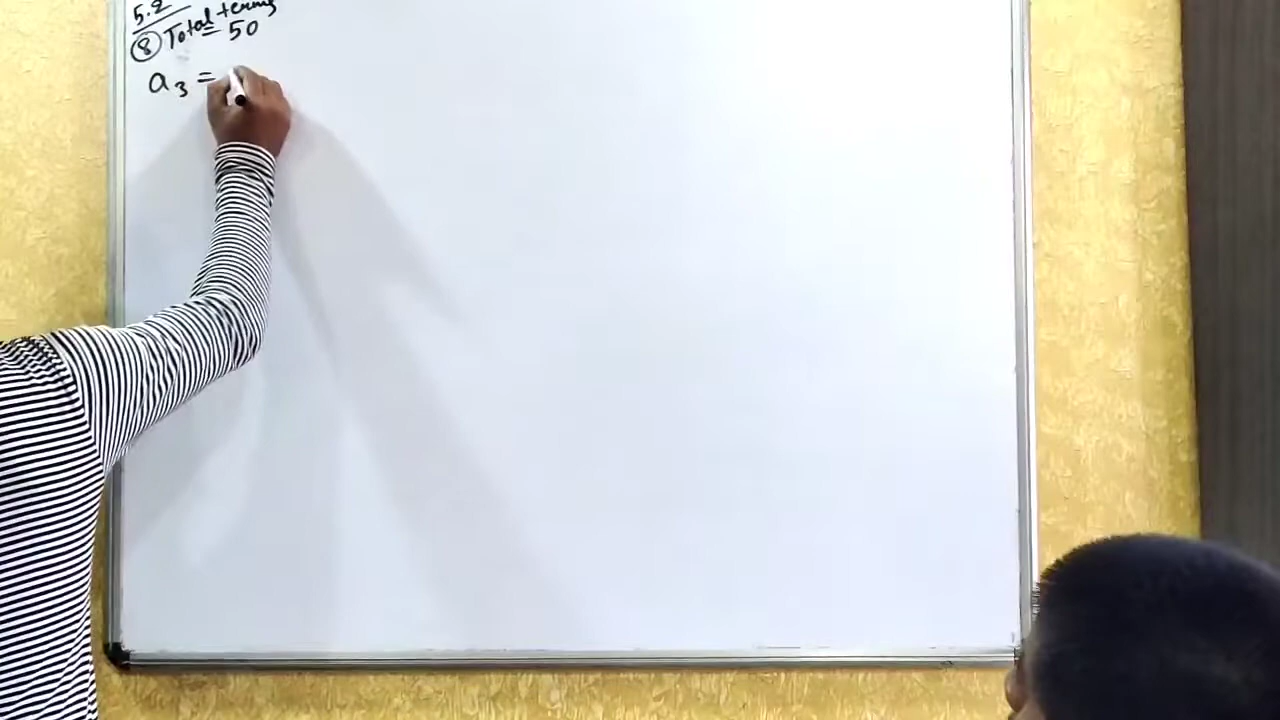 5.2
⑧ Total terms
= 50
a₃ =